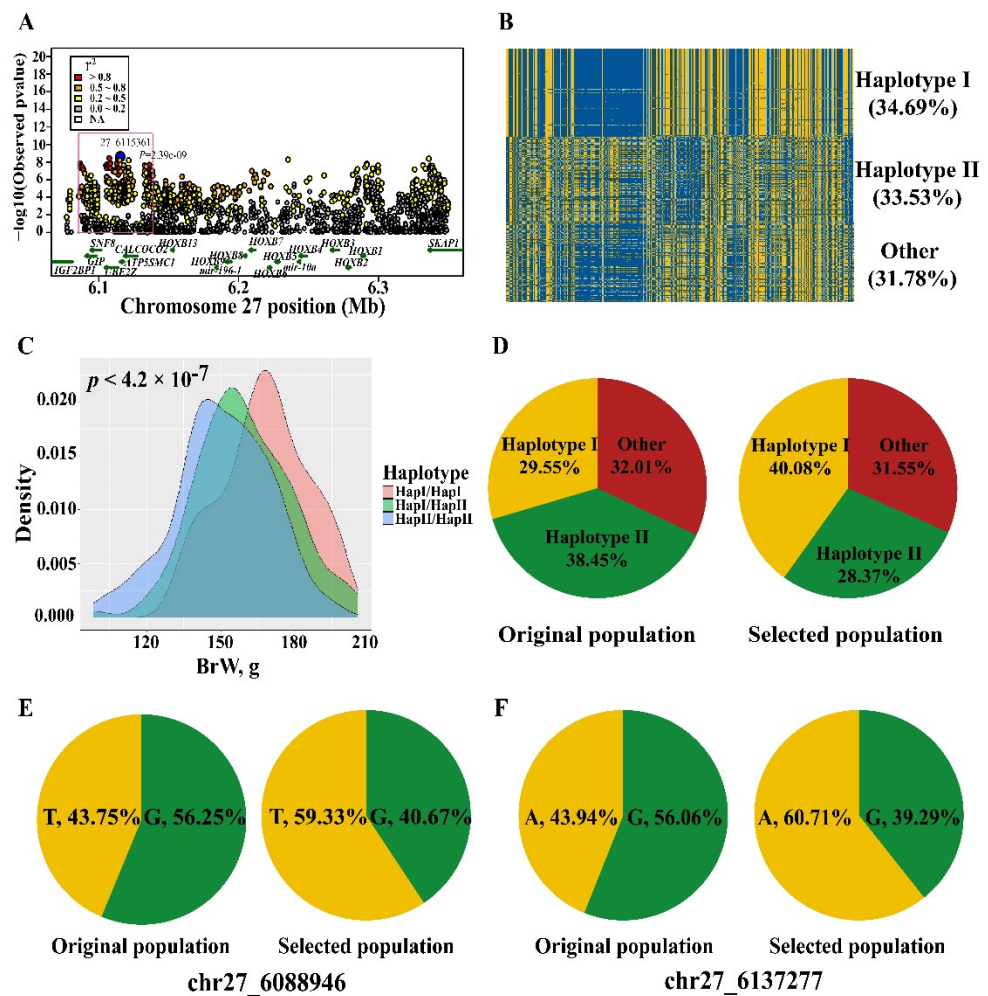 A
−log10(Observed pvalue)
20
18
16
14
12
10
8
6
4
2
0
r²
> 0.8
0.5 ~ 0.8
0.2 ~ 0.5
0.0 ~ 0.2
NA
27 6115361
P=2.39e-09
SNF8
CALCOCO2
HOXB13
HOXB7
HOXB4
HOXB3
HOXB1
SKAP1
GIP
ATP5SMC1
HOXB9
HOXB8
HOXB5
IGF2BP1
UBE2Z
mir-196-1
HOXB6
mir-10a
HOXB2
6.1
6.2
6.3
Chromosome 27 position (Mb)
B
Haplotype I
(34.69%)
Haplotype II
(33.53%)
Other
(31.78%)
C
p < 4.2 × 10⁻⁷
Density
0.020
0.015
0.010
0.005
0.000
120 150 180 210
BrW, g
Haplotype
HapI/HapI
HapI/HapII
HapII/HapII
D
Haplotype I
29.55%
Other
32.01%
Haplotype II
38.45%
Original population
Haplotype I
40.08%
Other
31.55%
Haplotype II
28.37%
Selected population
E
T, 43.75% G, 56.25%
Original population
T, 59.33% G, 40.67%
Selected population
chr27_6088946
F
A, 43.94% G, 56.06%
Original population
A, 60.71% G, 39.29%
Selected population
chr27_6137277